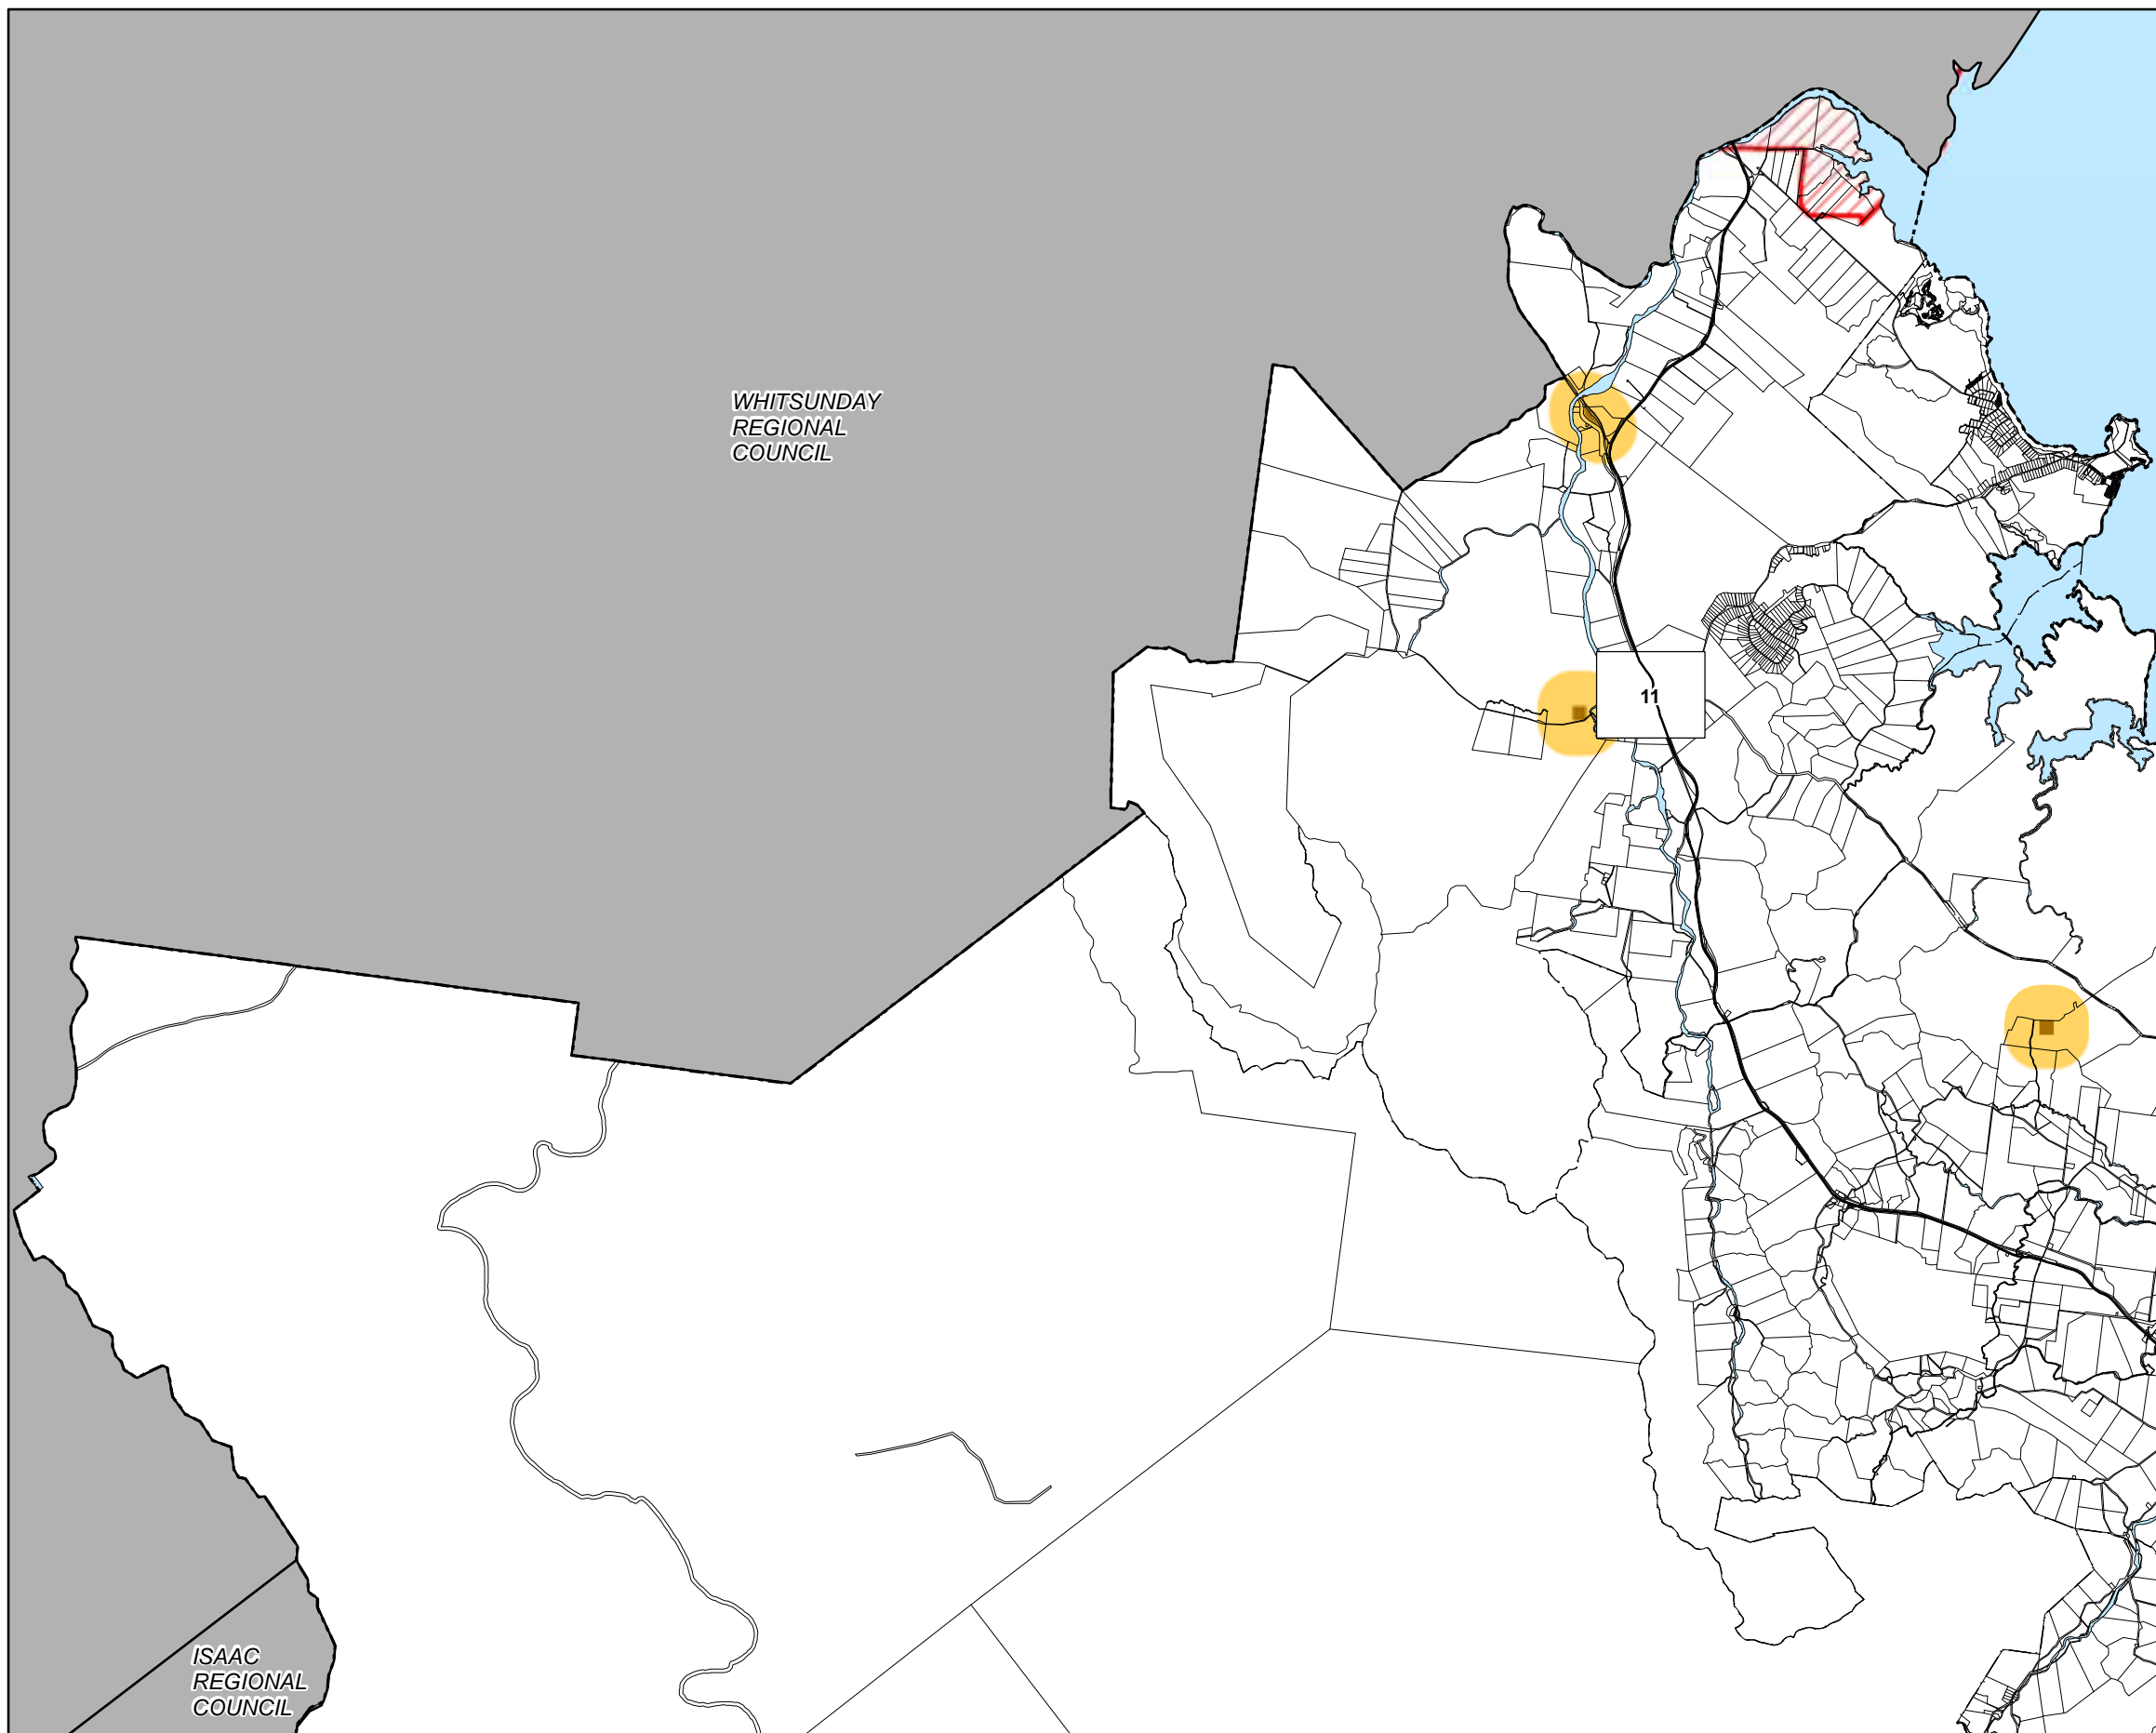 WHITSUNDAY
REGIONAL
COUNCIL
11
ISAAC
REGIONAL
COUNCIL